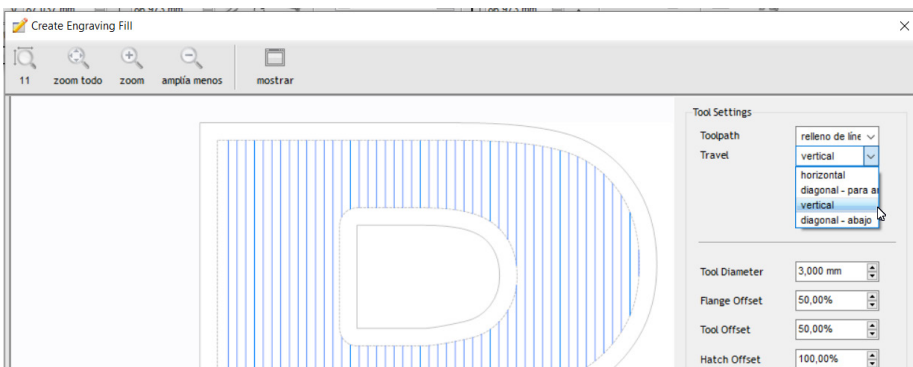 Create Engraving Fill
11 zoom todo zoom amplía menos mostrar
Tool Settings
Toolpath relleno de líne
Travel vertical
horizontal
diagonal - para ar
vertical
diagonal - abajo
Tool Diameter 3,000 mm
Flange Offset 50,00%
Tool Offset 50,00%
Hatch Offset 100,00%